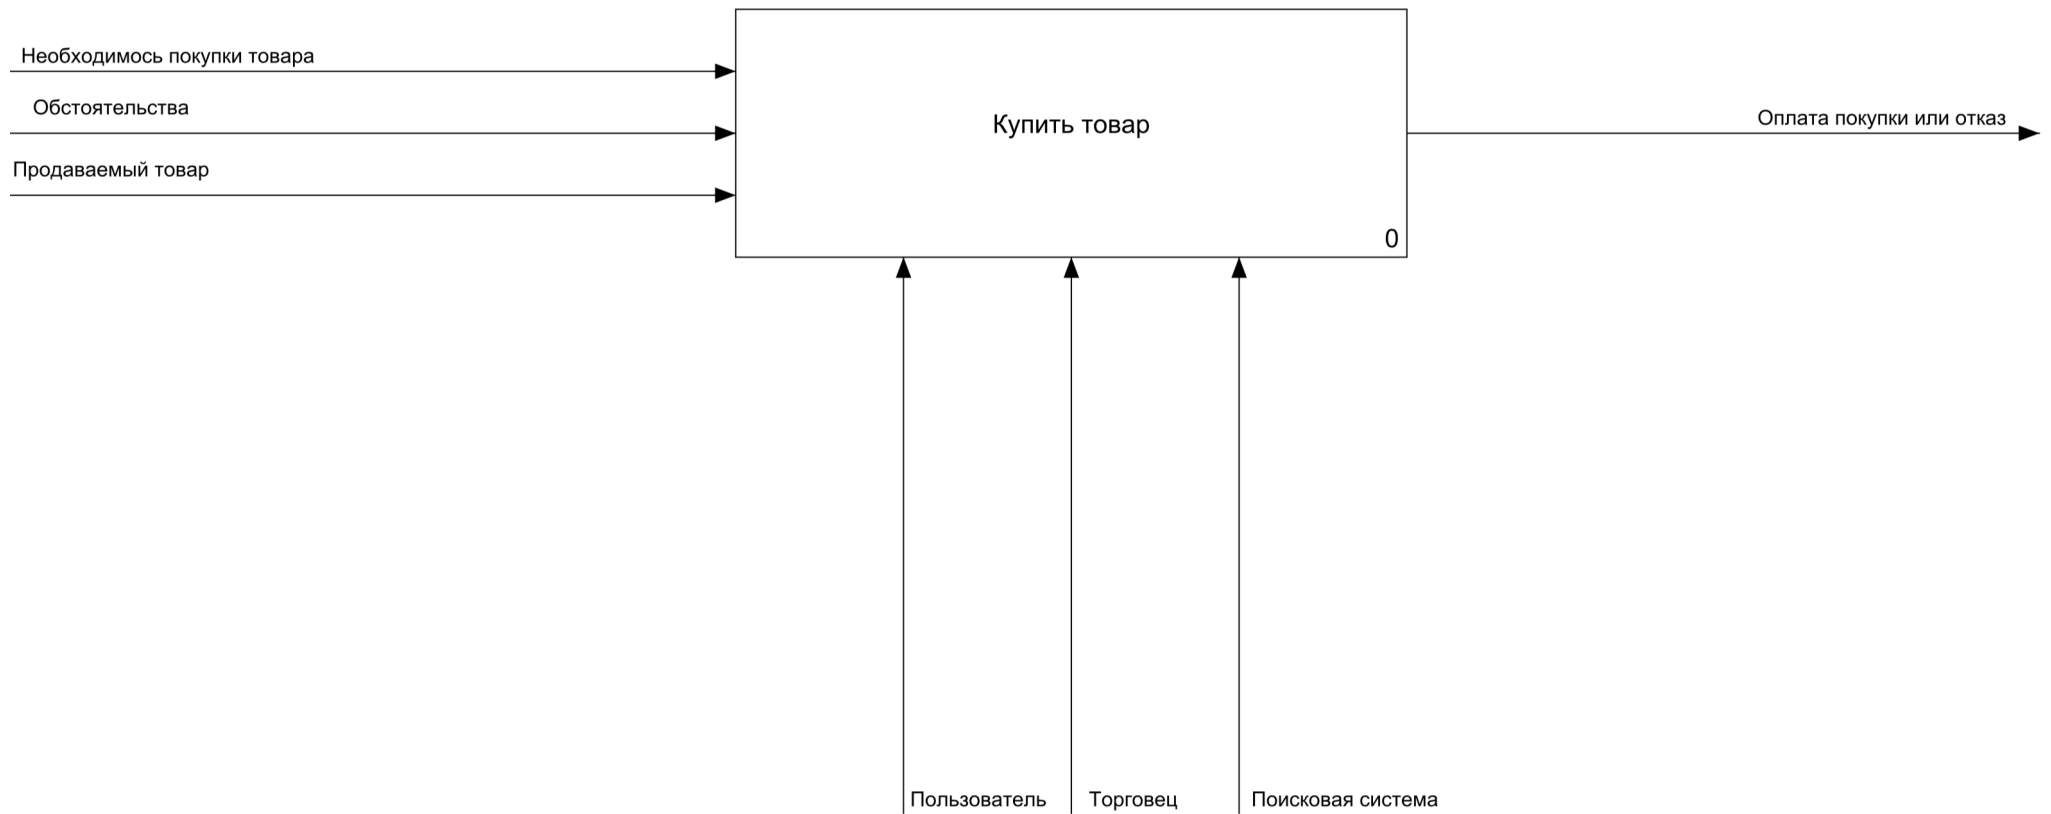 Необходимось покупки товара
Обстоятельства
Продаваемый товар
Купить товар
0
Оплата покупки или отказ
Пользователь
Торговец
Поисковая система